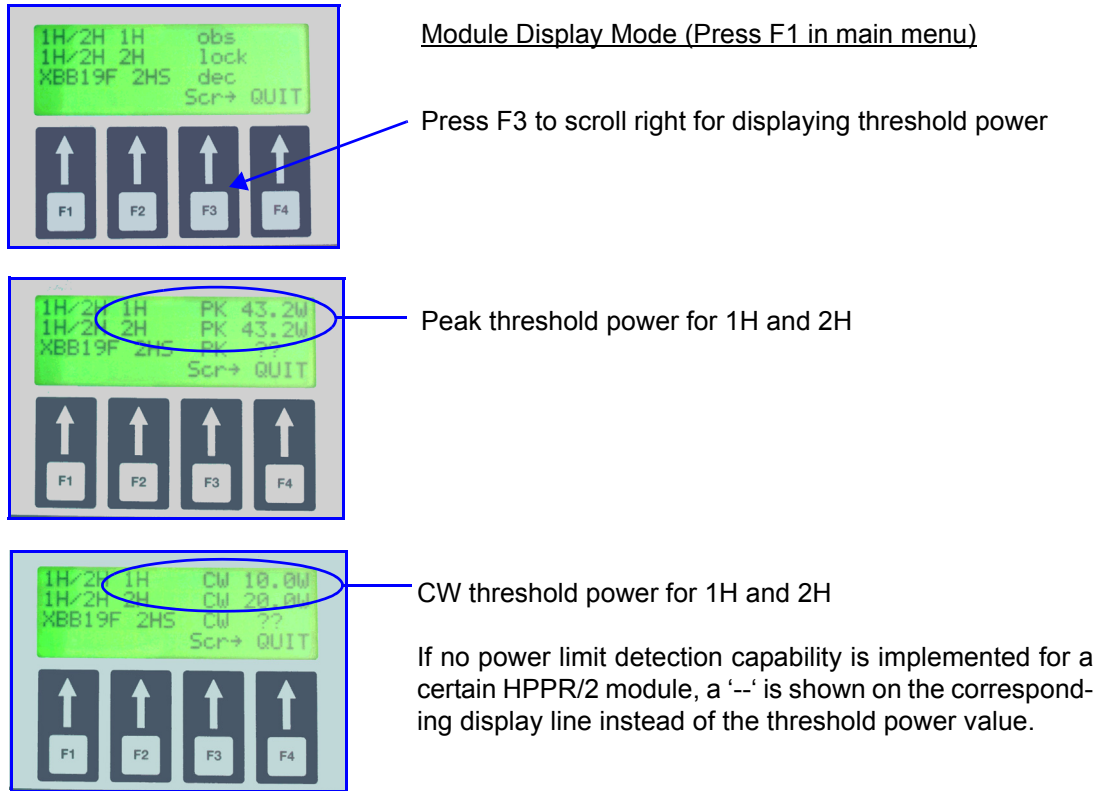 1H/2H 1H obs
1H/2H 2H lock
XBB19F 2HS dec
Scr→ QUIT
F1 F2 F3 F4
Module Display Mode (Press F1 in main menu)
Press F3 to scroll right for displaying threshold power
1H/2H 1H PK 43.2W
1H/2H 2H PK 43.2W
XBB19F 2HS PK ??
Scr→ QUIT
F1 F2 F3 F4
Peak threshold power for 1H and 2H
1H/2H 1H CW 10.0W
1H/2H 2H CW 20.0W
XBB19F 2HS CW ??
Scr→ QUIT
F1 F2 F3 F4
CW threshold power for 1H and 2H
If no power limit detection capability is implemented for a
certain HPPR/2 module, a ‘--‘ is shown on the correspond-
ing display line instead of the threshold power value.